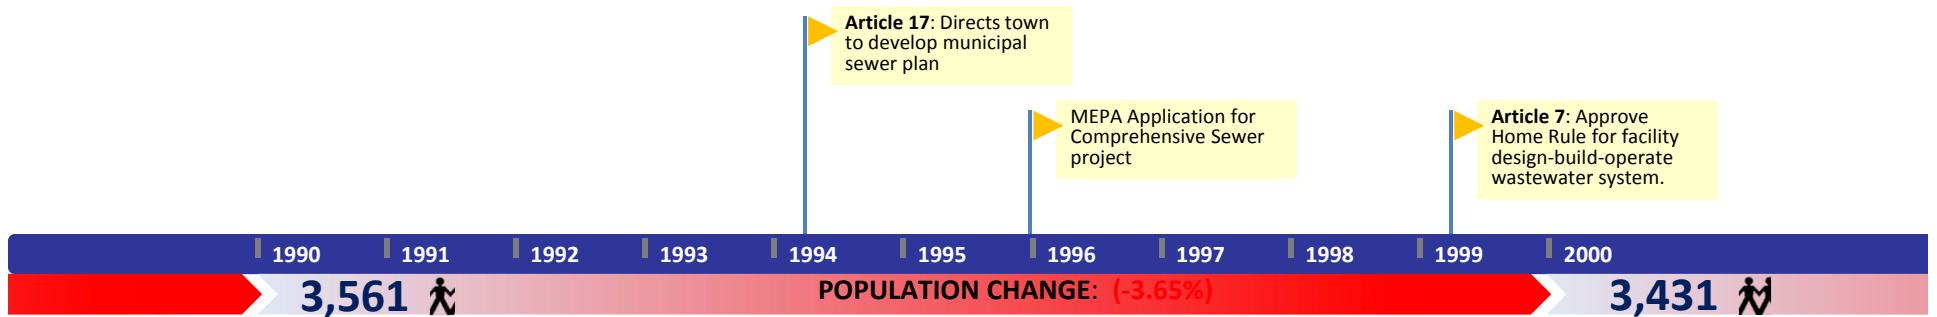 Article 17: Directs town
to develop municipal
sewer plan
MEPA Application for
Comprehensive Sewer
project
Article 7: Approve
Home Rule for facility
design-build-operate
wastewater system.
1990 1991 1992 1993 1994 1995 1996 1997 1998 1999 2000
3,561 POPULATION CHANGE: (-3.65%) 3,431